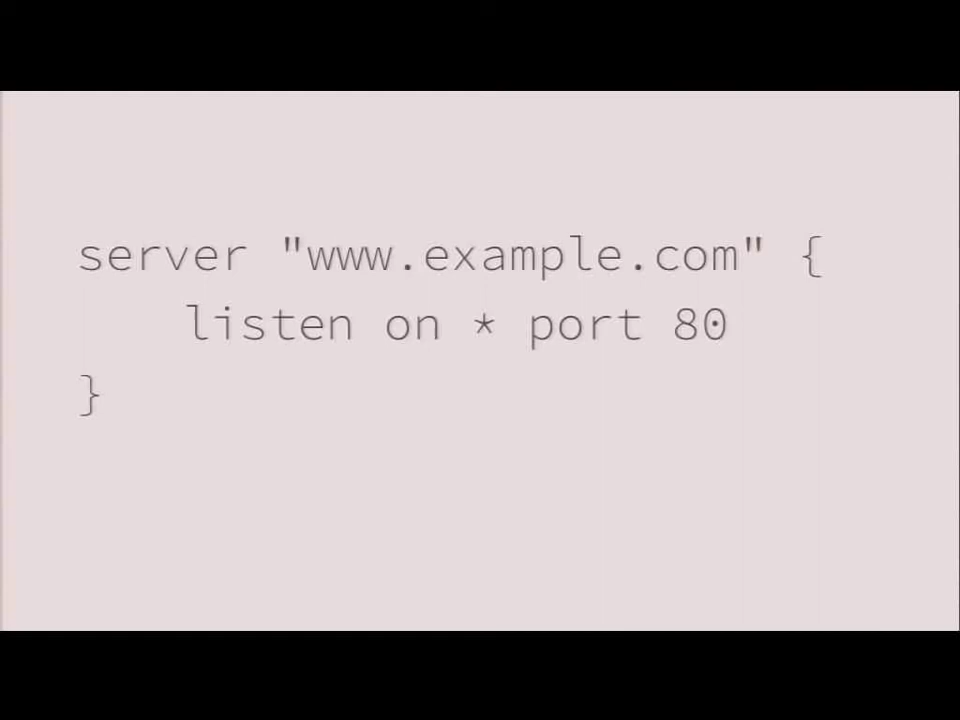 server "www.example.com" {
    listen on * port 80
}